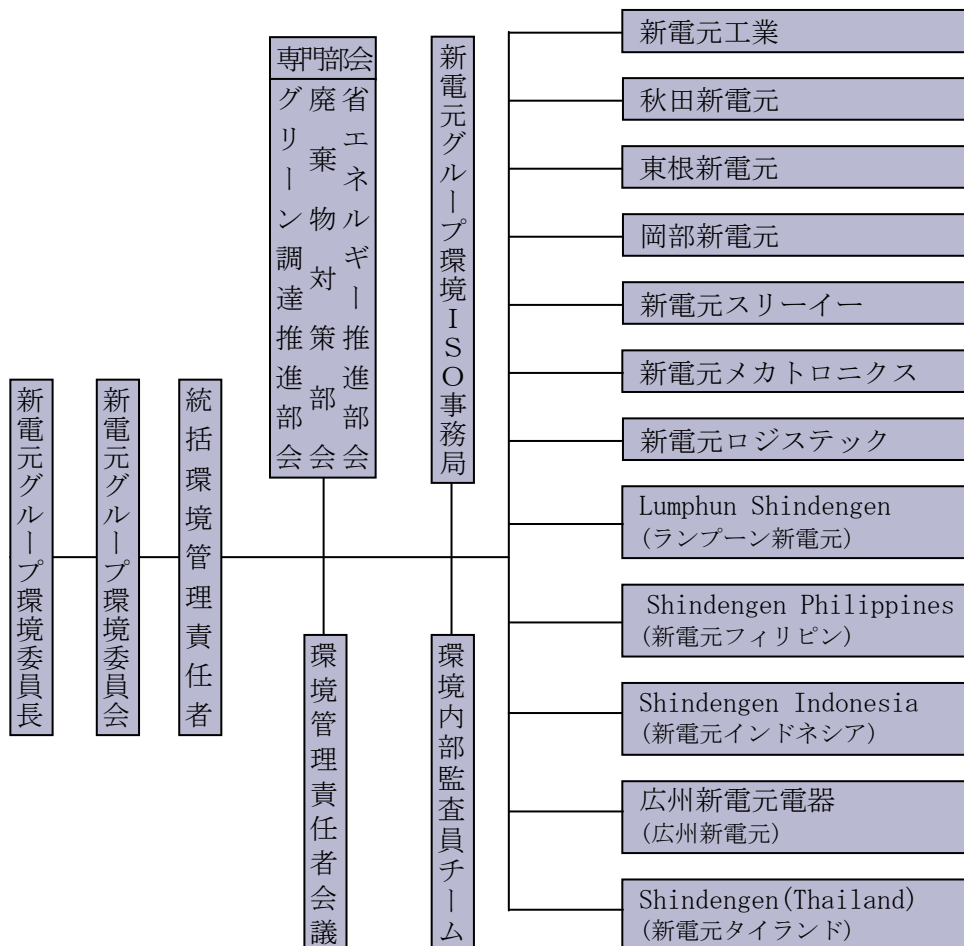 新電元グループ環境委員長
新電元グループ環境委員会
統括環境管理責任者
専門部会
省エネルギー推進部会
廃棄物対策部会
グリーン調達推進部会
環境管理責任者会議
新電元グループ環境ISO事務局
環境内部監査員チーム
新電元工業
秋田新電元
東根新電元
岡部新電元
新電元スリーイー
新電元メカトロニクス
新電元ロジステック
Lumphun Shindengen
(ランプーン新電元)
Shindengen Philippines
(新電元フィリピン)
Shindengen Indonesia
(新電元インドネシア)
広州新電元電器
(広州新電元)
Shindengen(Thailand)
(新電元タイランド)